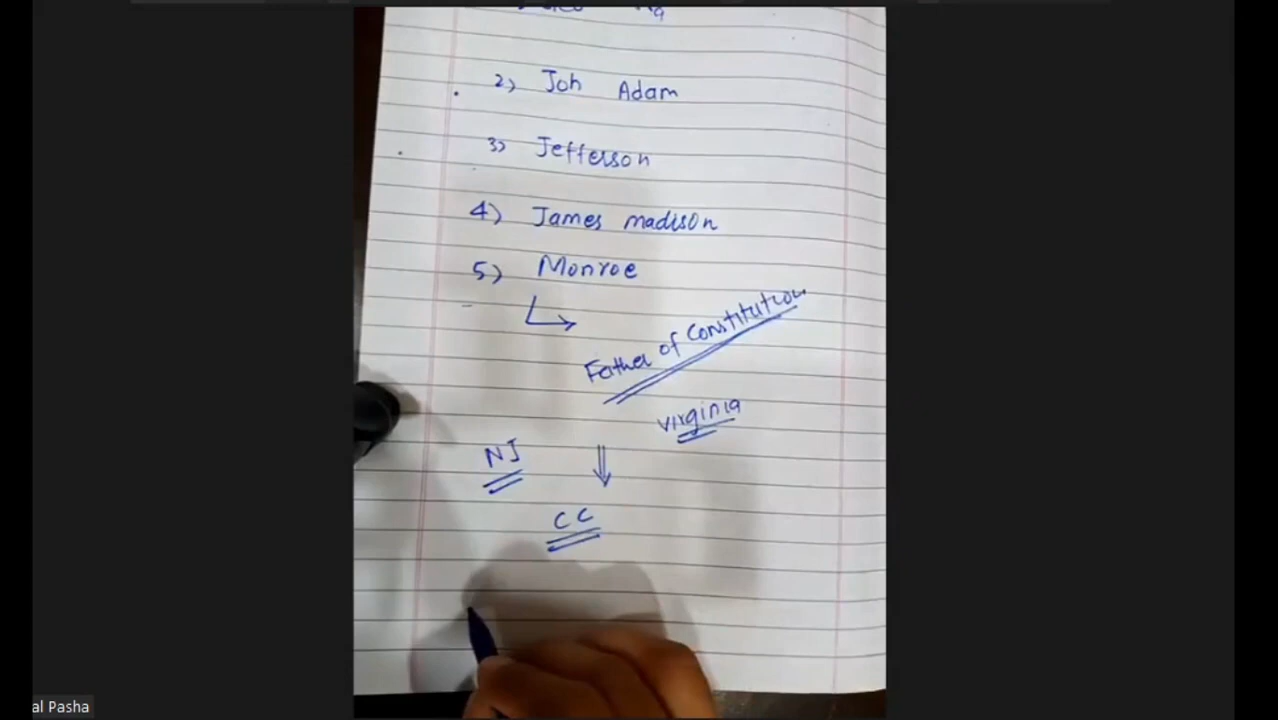 2) Joh Adam
3) Jefferson
4) James madison
5) Monroe
Father of Constitution
Virginia
NJ
CC
al Pasha